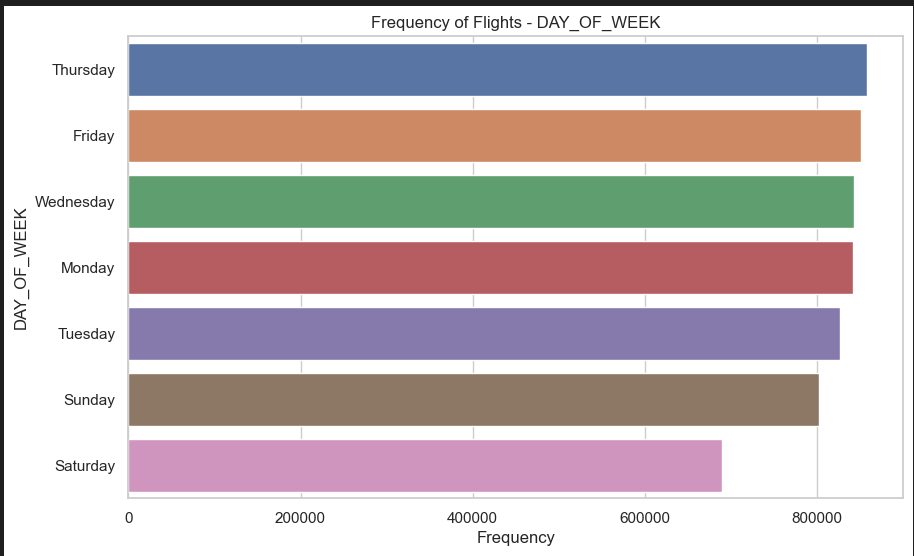 Frequency of Flights - DAY_OF_WEEK
Thursday
Friday
Wednesday
Monday
Tuesday
Sunday
Saturday
DAY_OF_WEEK
0 200000 400000 600000 800000
Frequency